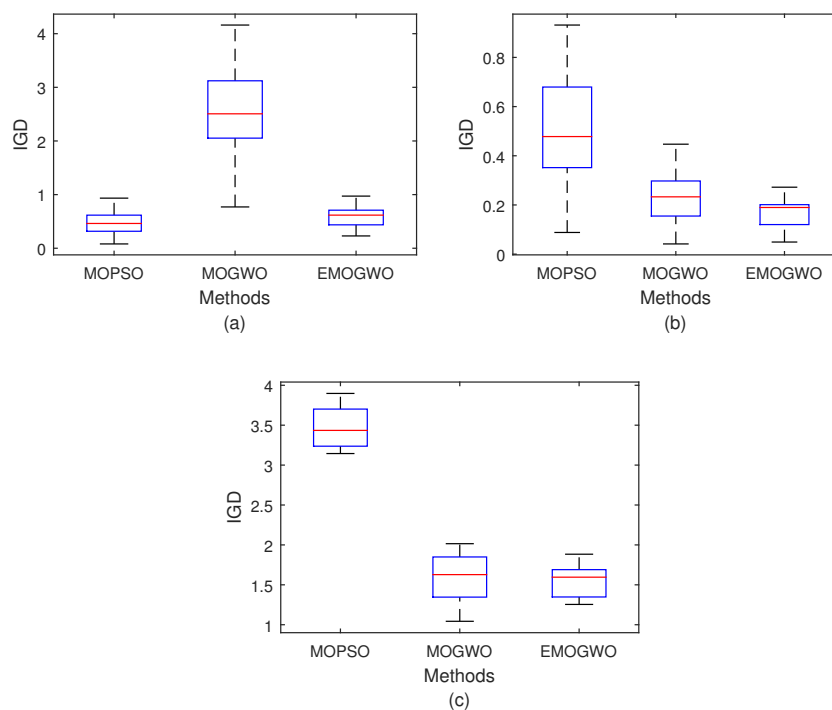 4
3
2
1
0
IGD
MOPSO MOGWO EMOGWO
Methods
(a)
0.8
0.6
0.4
0.2
0
IGD
MOPSO MOGWO EMOGWO
Methods
(b)
4
3.5
3
2.5
2
1.5
1
IGD
MOPSO MOGWO EMOGWO
Methods
(c)